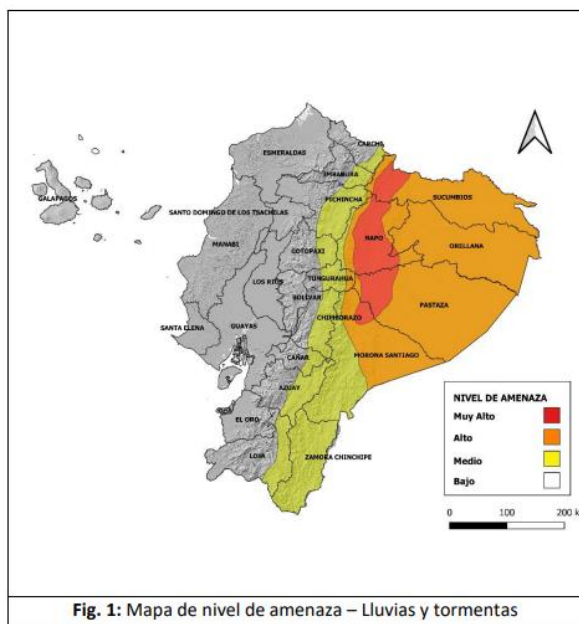 CARCHI
ESMERALDAS
IMBABURA
SUCUMBIOS
GALAPAGOS
PICHINCHA
SANTO DOMINGO DE LOS TSACHELAS
NAPO
ORELLANA
MANABI
COTOPAXI
LOS RIOS
TUNGURAHUA
BOLIVAR
PASTAZA
SANTA ELENA
GUAYAS
CHIMBORAZO
MORONA SANTIAGO
CAÑAR
AZUAY
EL ORO
LOJA
ZAMORA CHINCHIPE
NIVEL DE AMENAZA
Muy Alto
Alto
Medio
Bajo
0 100 200 k
Fig. 1: Mapa de nivel de amenaza – Lluvias y tormentas